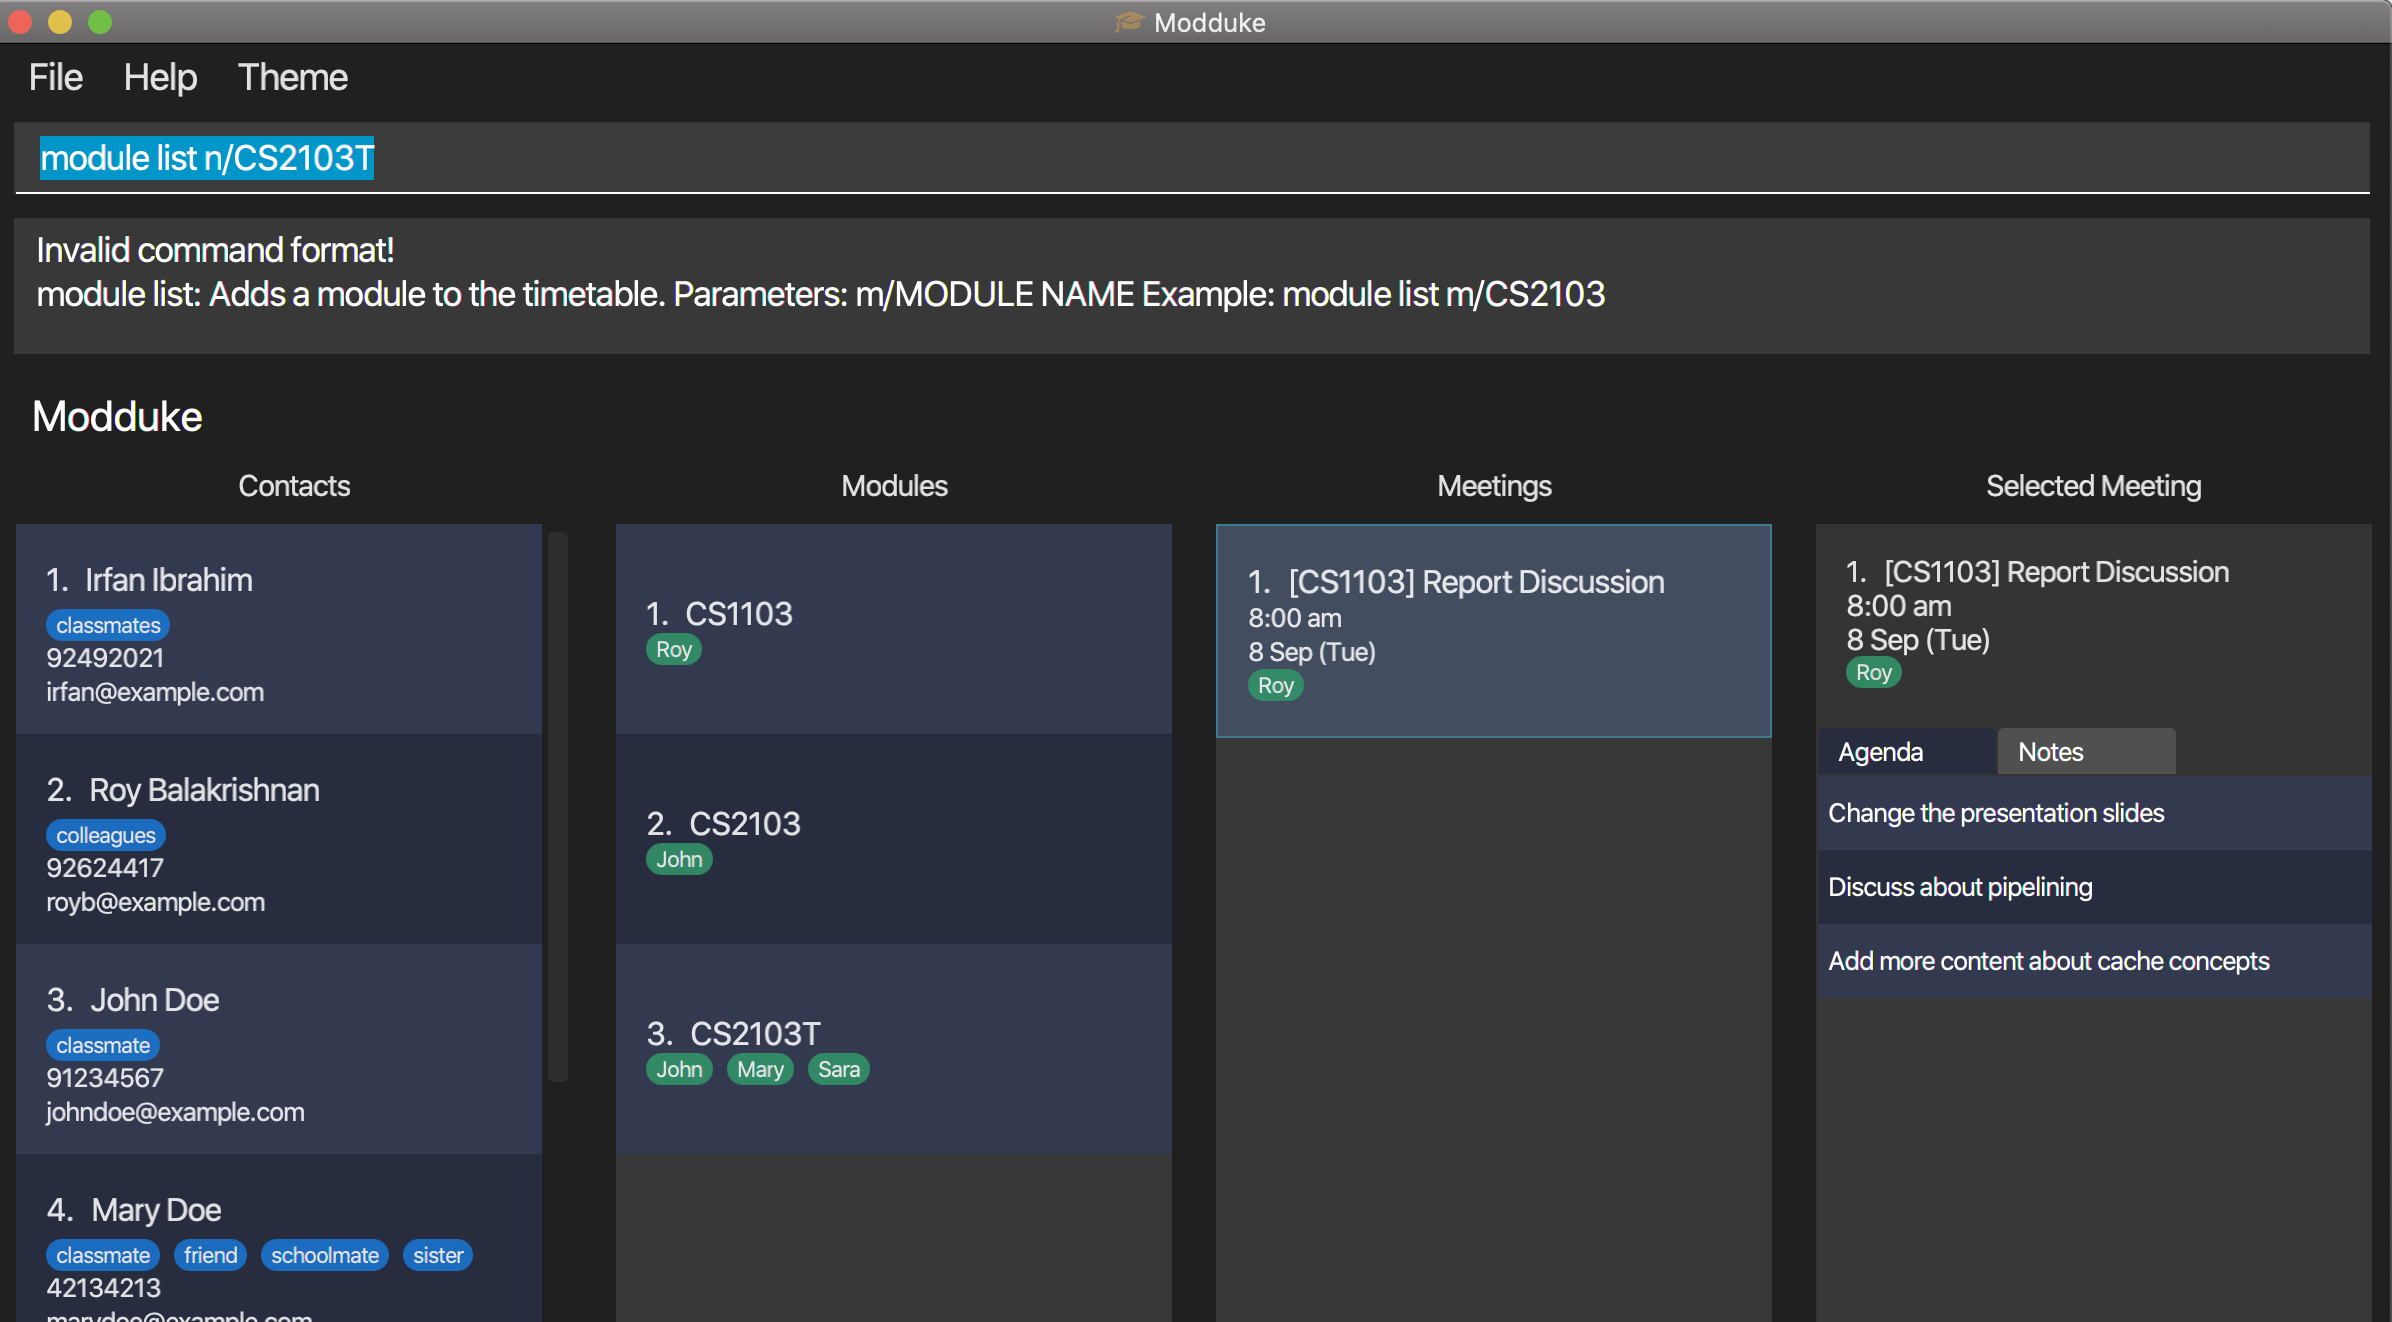 Modduke
File Help Theme
module list n/CS2103T
Invalid command format!
module list: Adds a module to the timetable. Parameters: m/MODULE NAME Example: module list m/CS2103
Modduke
Contacts
1. Irfan Ibrahim
classmates
92492021
irfan@example.com
2. Roy Balakrishnan
colleagues
92624417
royb@example.com
3. John Doe
classmate
91234567
johndoe@example.com
4. Mary Doe
classmate friend schoolmate sister
42134213
marydoe@example.com
Modules
1. CS1103
Roy
2. CS2103
John
3. CS2103T
John Mary Sara
Meetings
1. [CS1103] Report Discussion
8:00 am
8 Sep (Tue)
Roy
Selected Meeting
1. [CS1103] Report Discussion
8:00 am
8 Sep (Tue)
Roy
Agenda Notes
Change the presentation slides
Discuss about pipelining
Add more content about cache concepts